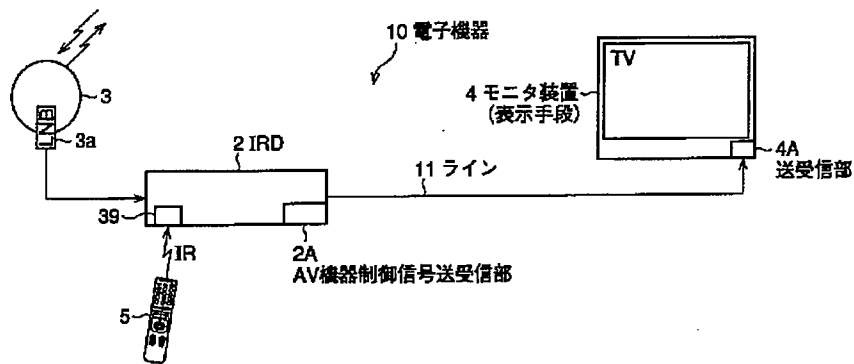 10 電子機器
TV
3
4 モニタ装置
(表示手段)
LNB
3a
2 IRD
4A
送受信部
11 ライン
39
IR
2A
AV機器制御信号送受信部
5